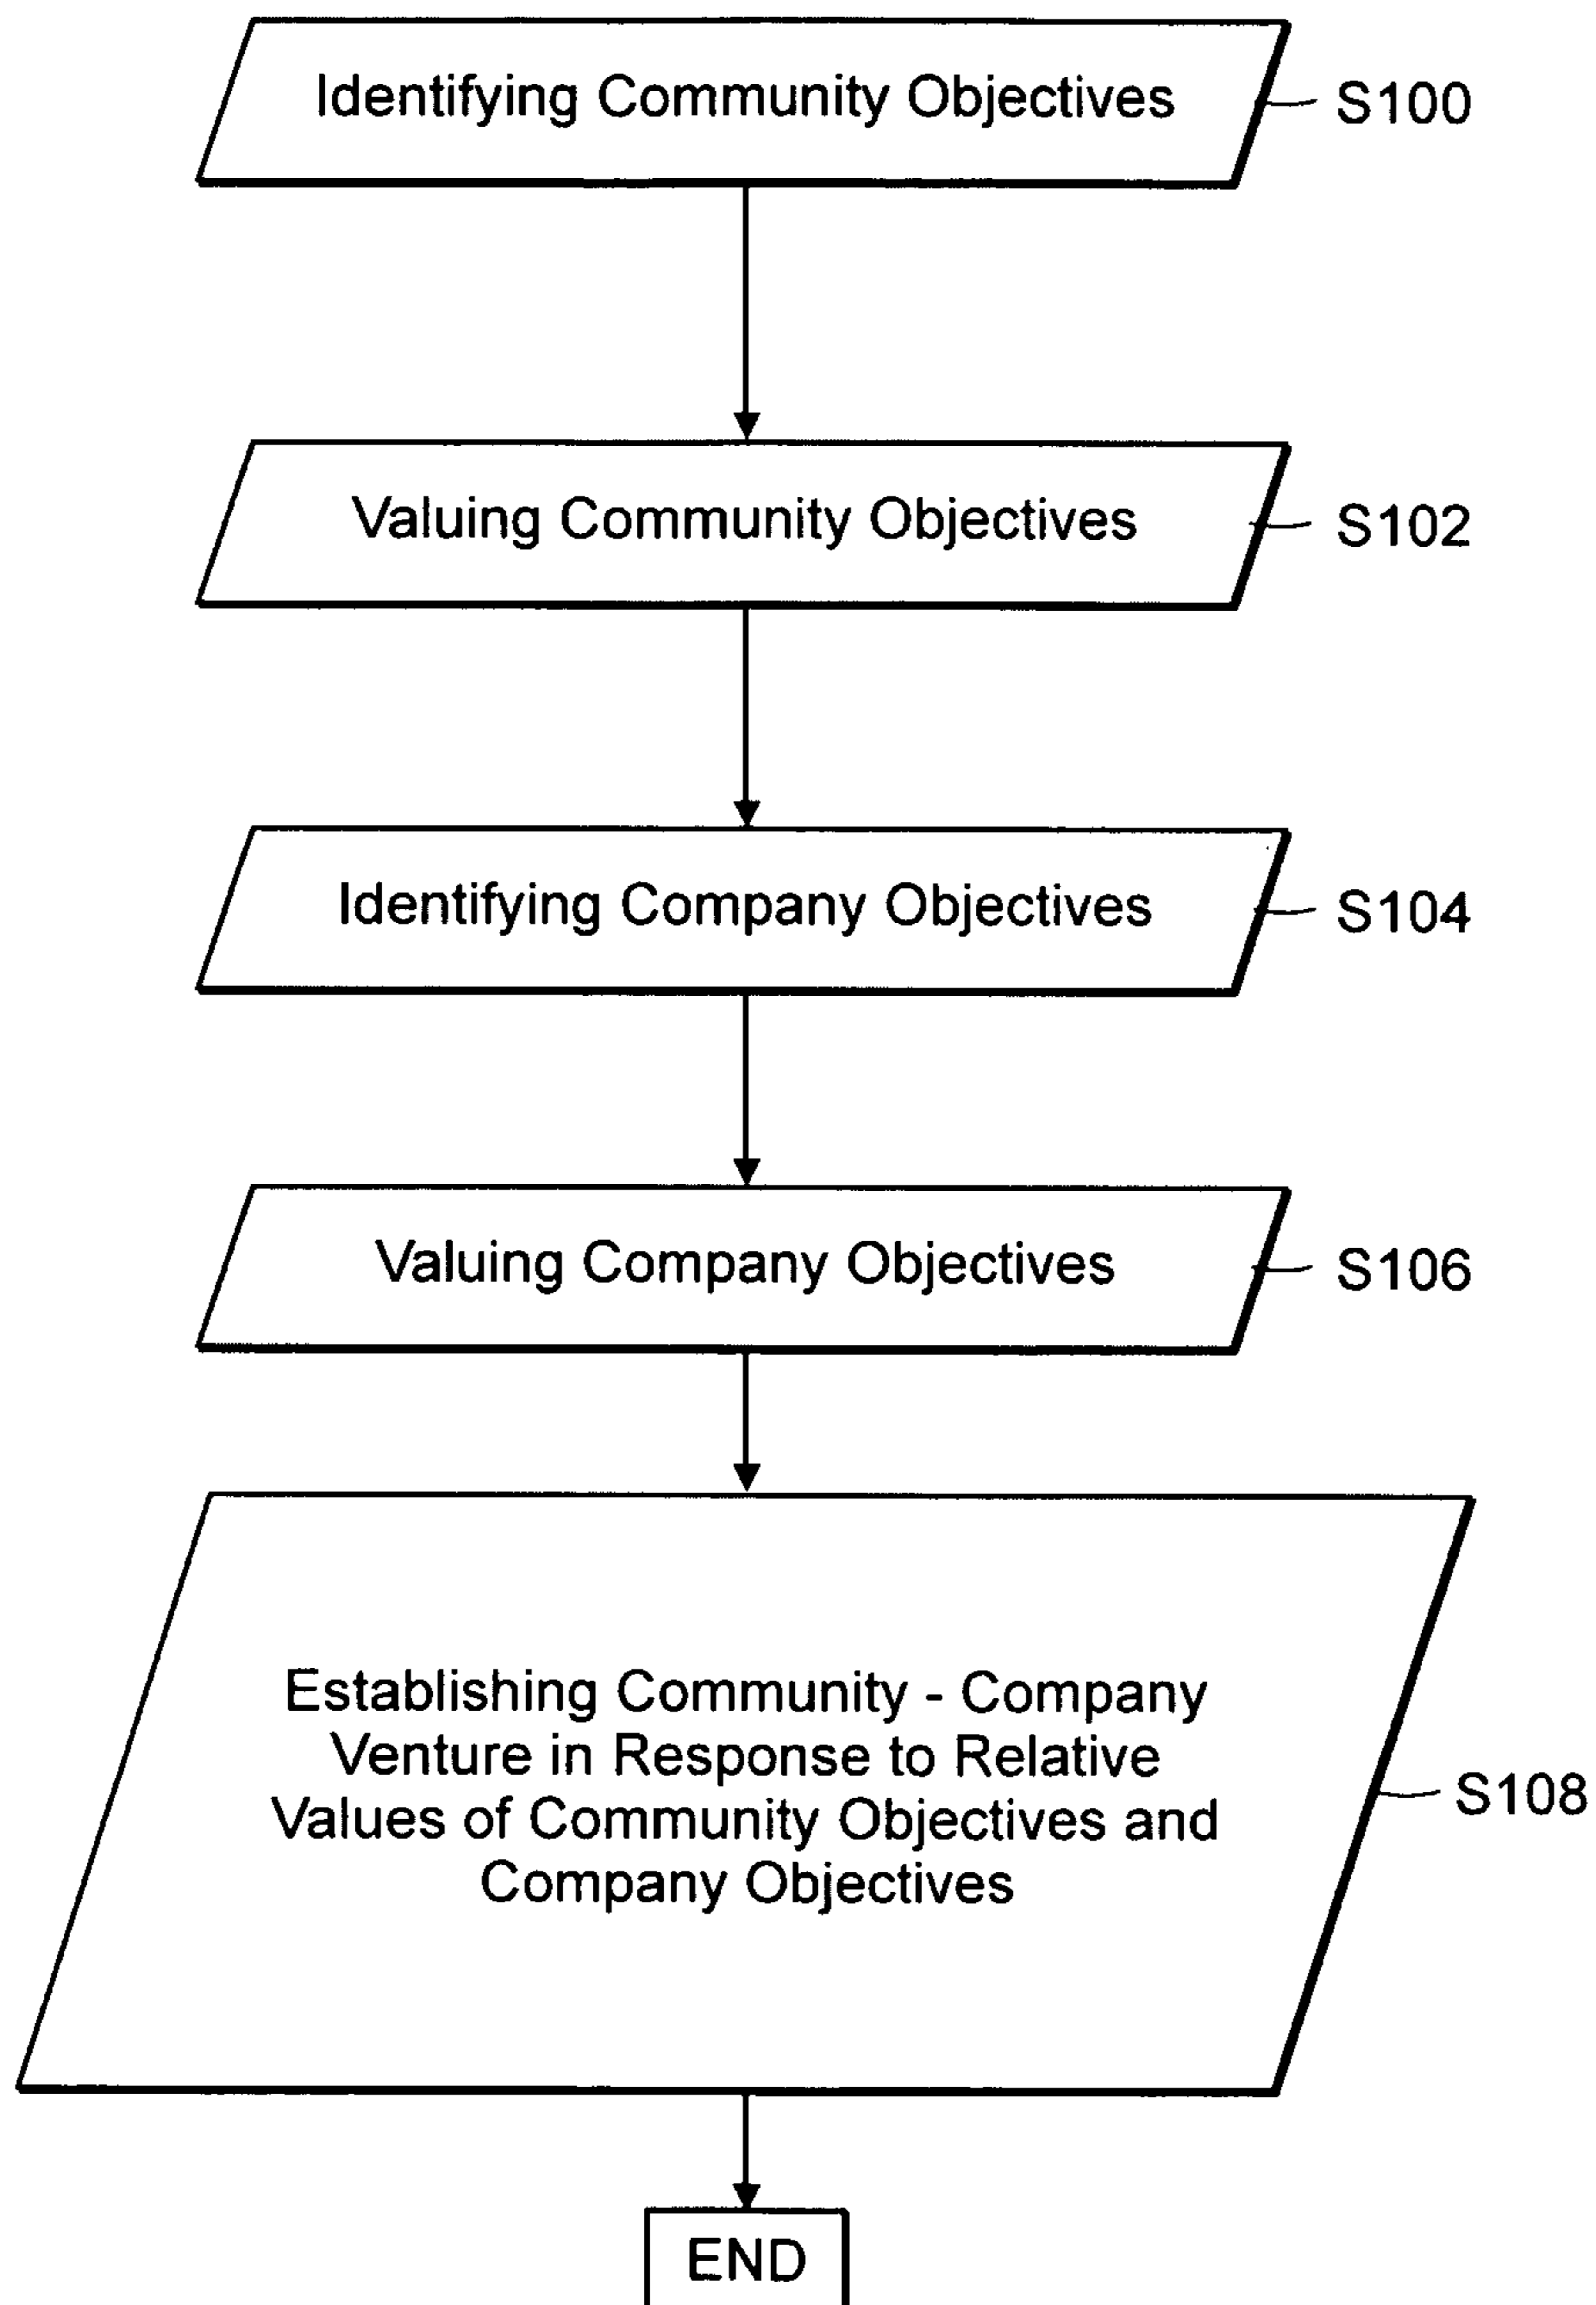 Identifying Community Objectives S100
Valuing Community Objectives S102
Identifying Company Objectives S104
Valuing Company Objectives S106
Establishing Community - Company
Venture in Response to Relative
Values of Community Objectives and
Company Objectives
S108
END